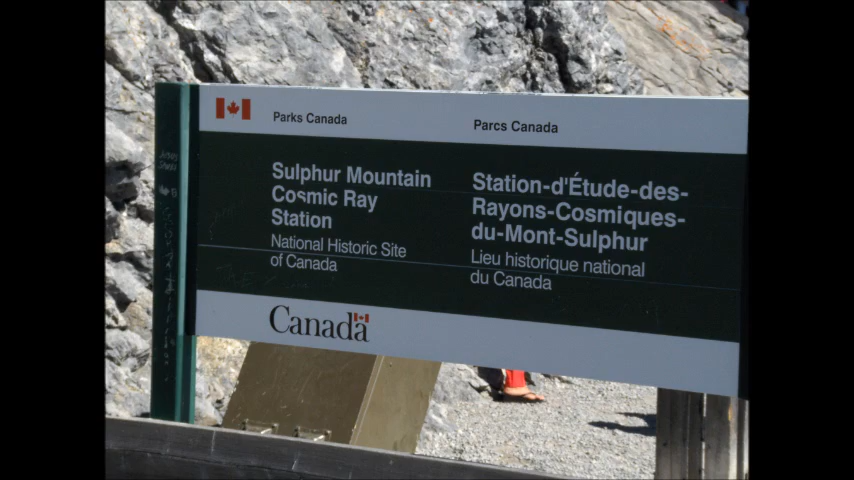 Parks Canada
Sulphur Mountain
Cosmic Ray
Station
National Historic Site
of Canada
Parcs Canada
Station-d'Étude-des-
Rayons-Cosmiques-
du-Mont-Sulphur
Lieu historique national
du Canada
Canada